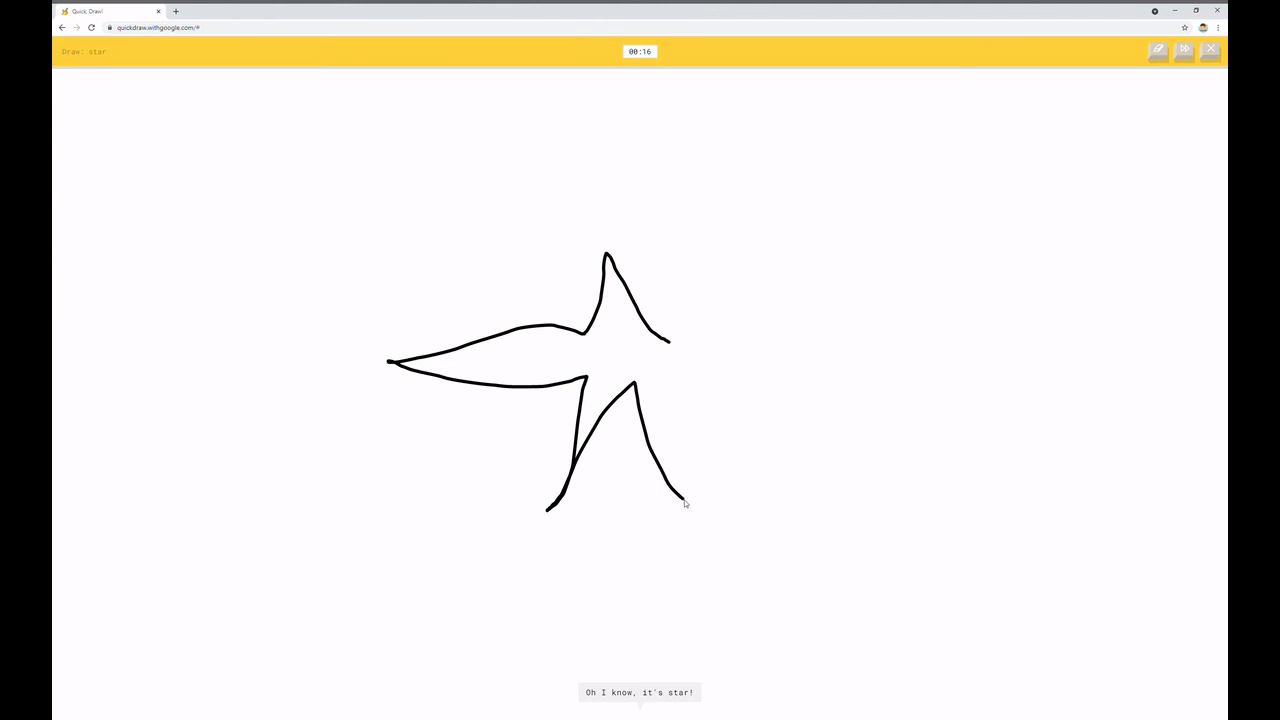 Quick, Draw!
quickdraw.withgoogle.com/#
Draw: star
00:16
Oh I know, it's star!